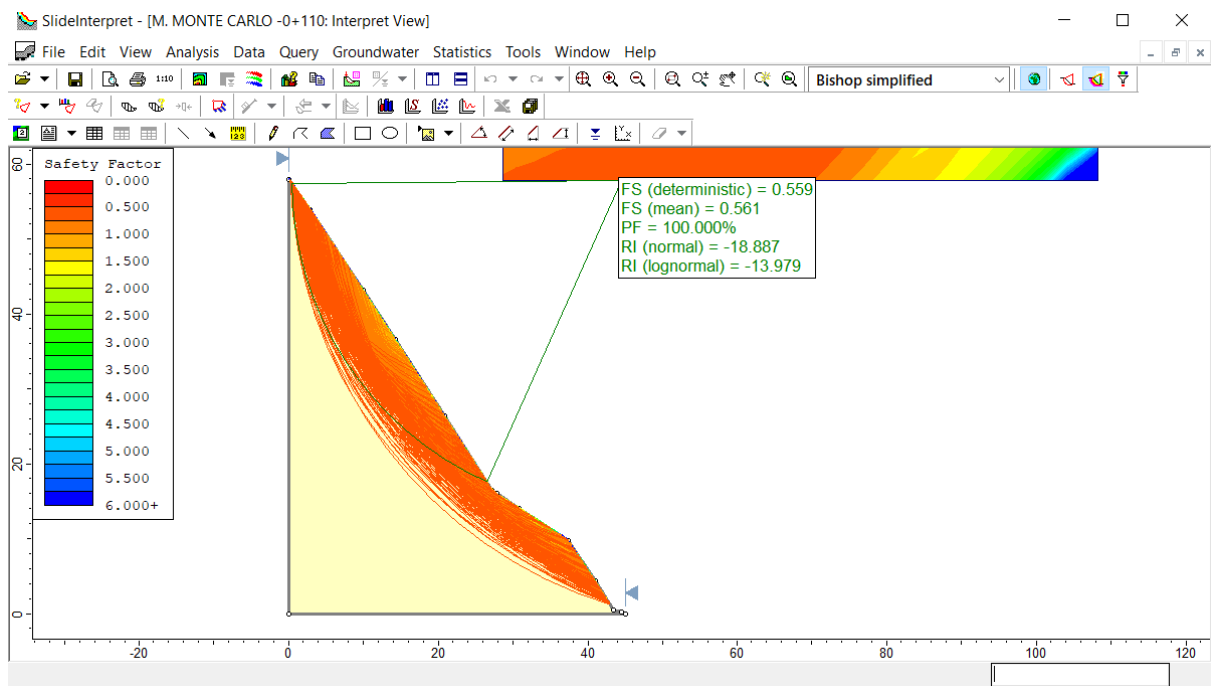 SlideInterpret - [M. MONTE CARLO -0+110: Interpret View]
File Edit View Analysis Data Query Groundwater Statistics Tools Window Help
1:10
Bishop simplified
123
2
Safety Factor
0.000
0.500
1.000
1.500
2.000
2.500
3.000
3.500
4.000
4.500
5.000
5.500
6.000+
FS (deterministic) = 0.559
FS (mean) = 0.561
PF = 100.000%
RI (normal) = -18.887
RI (lognormal) = -13.979
60
40
20
0
-20 0 20 40 60 80 100 120